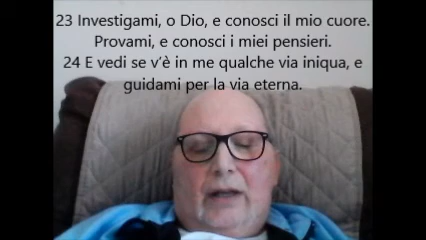 23 Investigami, o Dio, e conosci il mio cuore.
Provami, e conosci i miei pensieri.
24 E vedi se v’è in me qualche via iniqua, e
guidami per la via eterna.